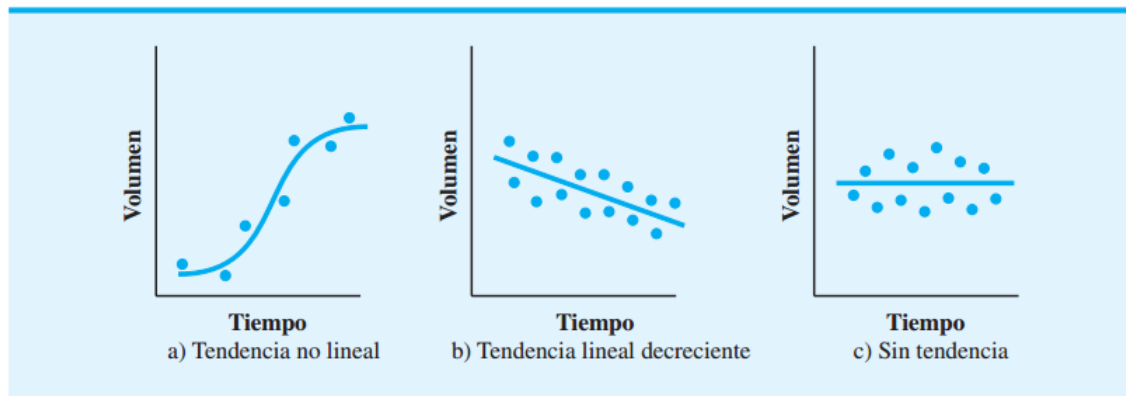 Volumen
Tiempo
a) Tendencia no lineal
Volumen
Tiempo
b) Tendencia lineal decreciente
Volumen
Tiempo
c) Sin tendencia